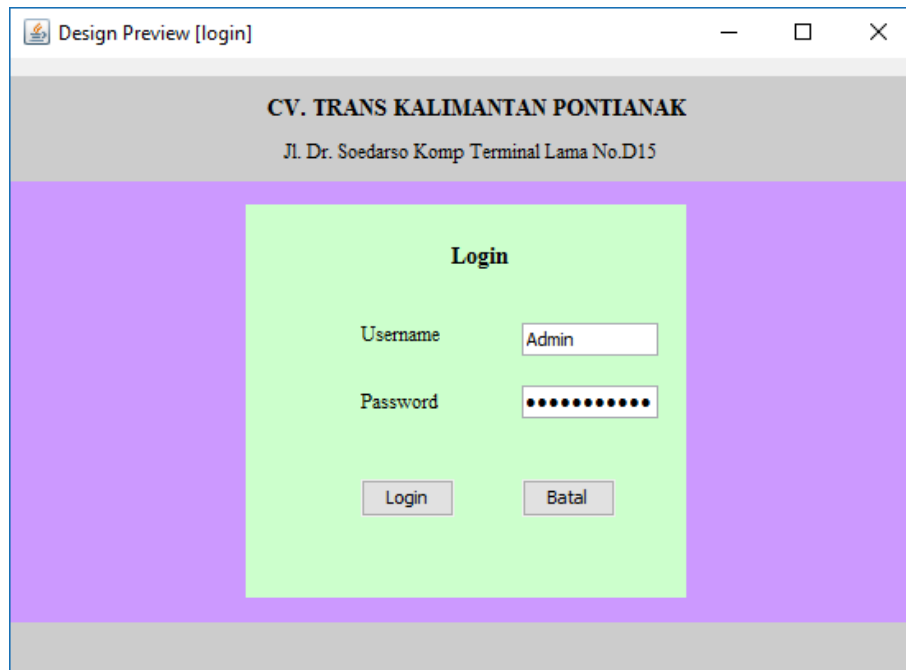 Design Preview [login]
CV. TRANS KALIMANTAN PONTIANAK
Jl. Dr. Soedarso Komp Terminal Lama No.D15
Login
Username
Admin
Password
•••••••••••
Login
Batal